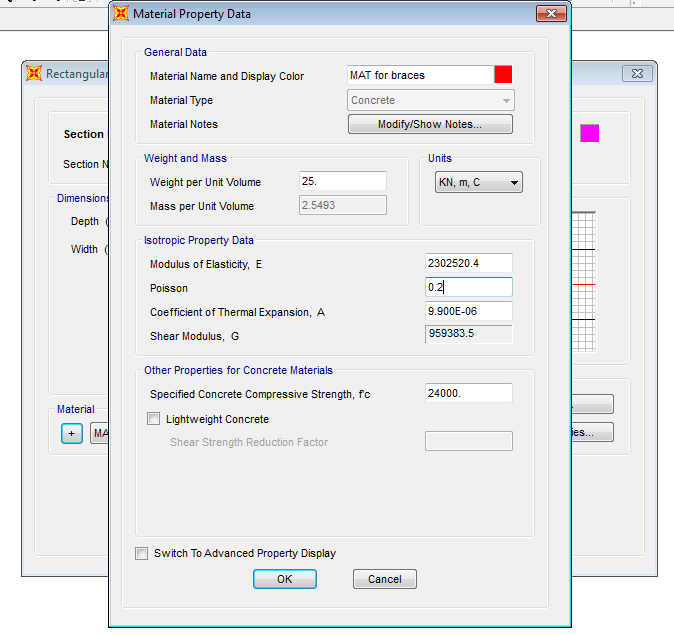 Material Property Data
General Data
Material Name and Display Color MAT for braces
Material Type Concrete
Material Notes Modify/Show Notes...
Weight and Mass Units
Weight per Unit Volume 25. KN, m, C
Mass per Unit Volume 2.5493
Isotropic Property Data
Modulus of Elasticity, E 2302520.4
Poisson 0.2
Coefficient of Thermal Expansion, A 9.900E-06
Shear Modulus, G 959383.5
Other Properties for Concrete Materials
Specified Concrete Compressive Strength, f'c 24000.
Lightweight Concrete
Shear Strength Reduction Factor
Switch To Advanced Property Display
OK Cancel
Rectangular
Section
Section N
Dimensions
Depth (
Width (
Material
+ MA
ies...